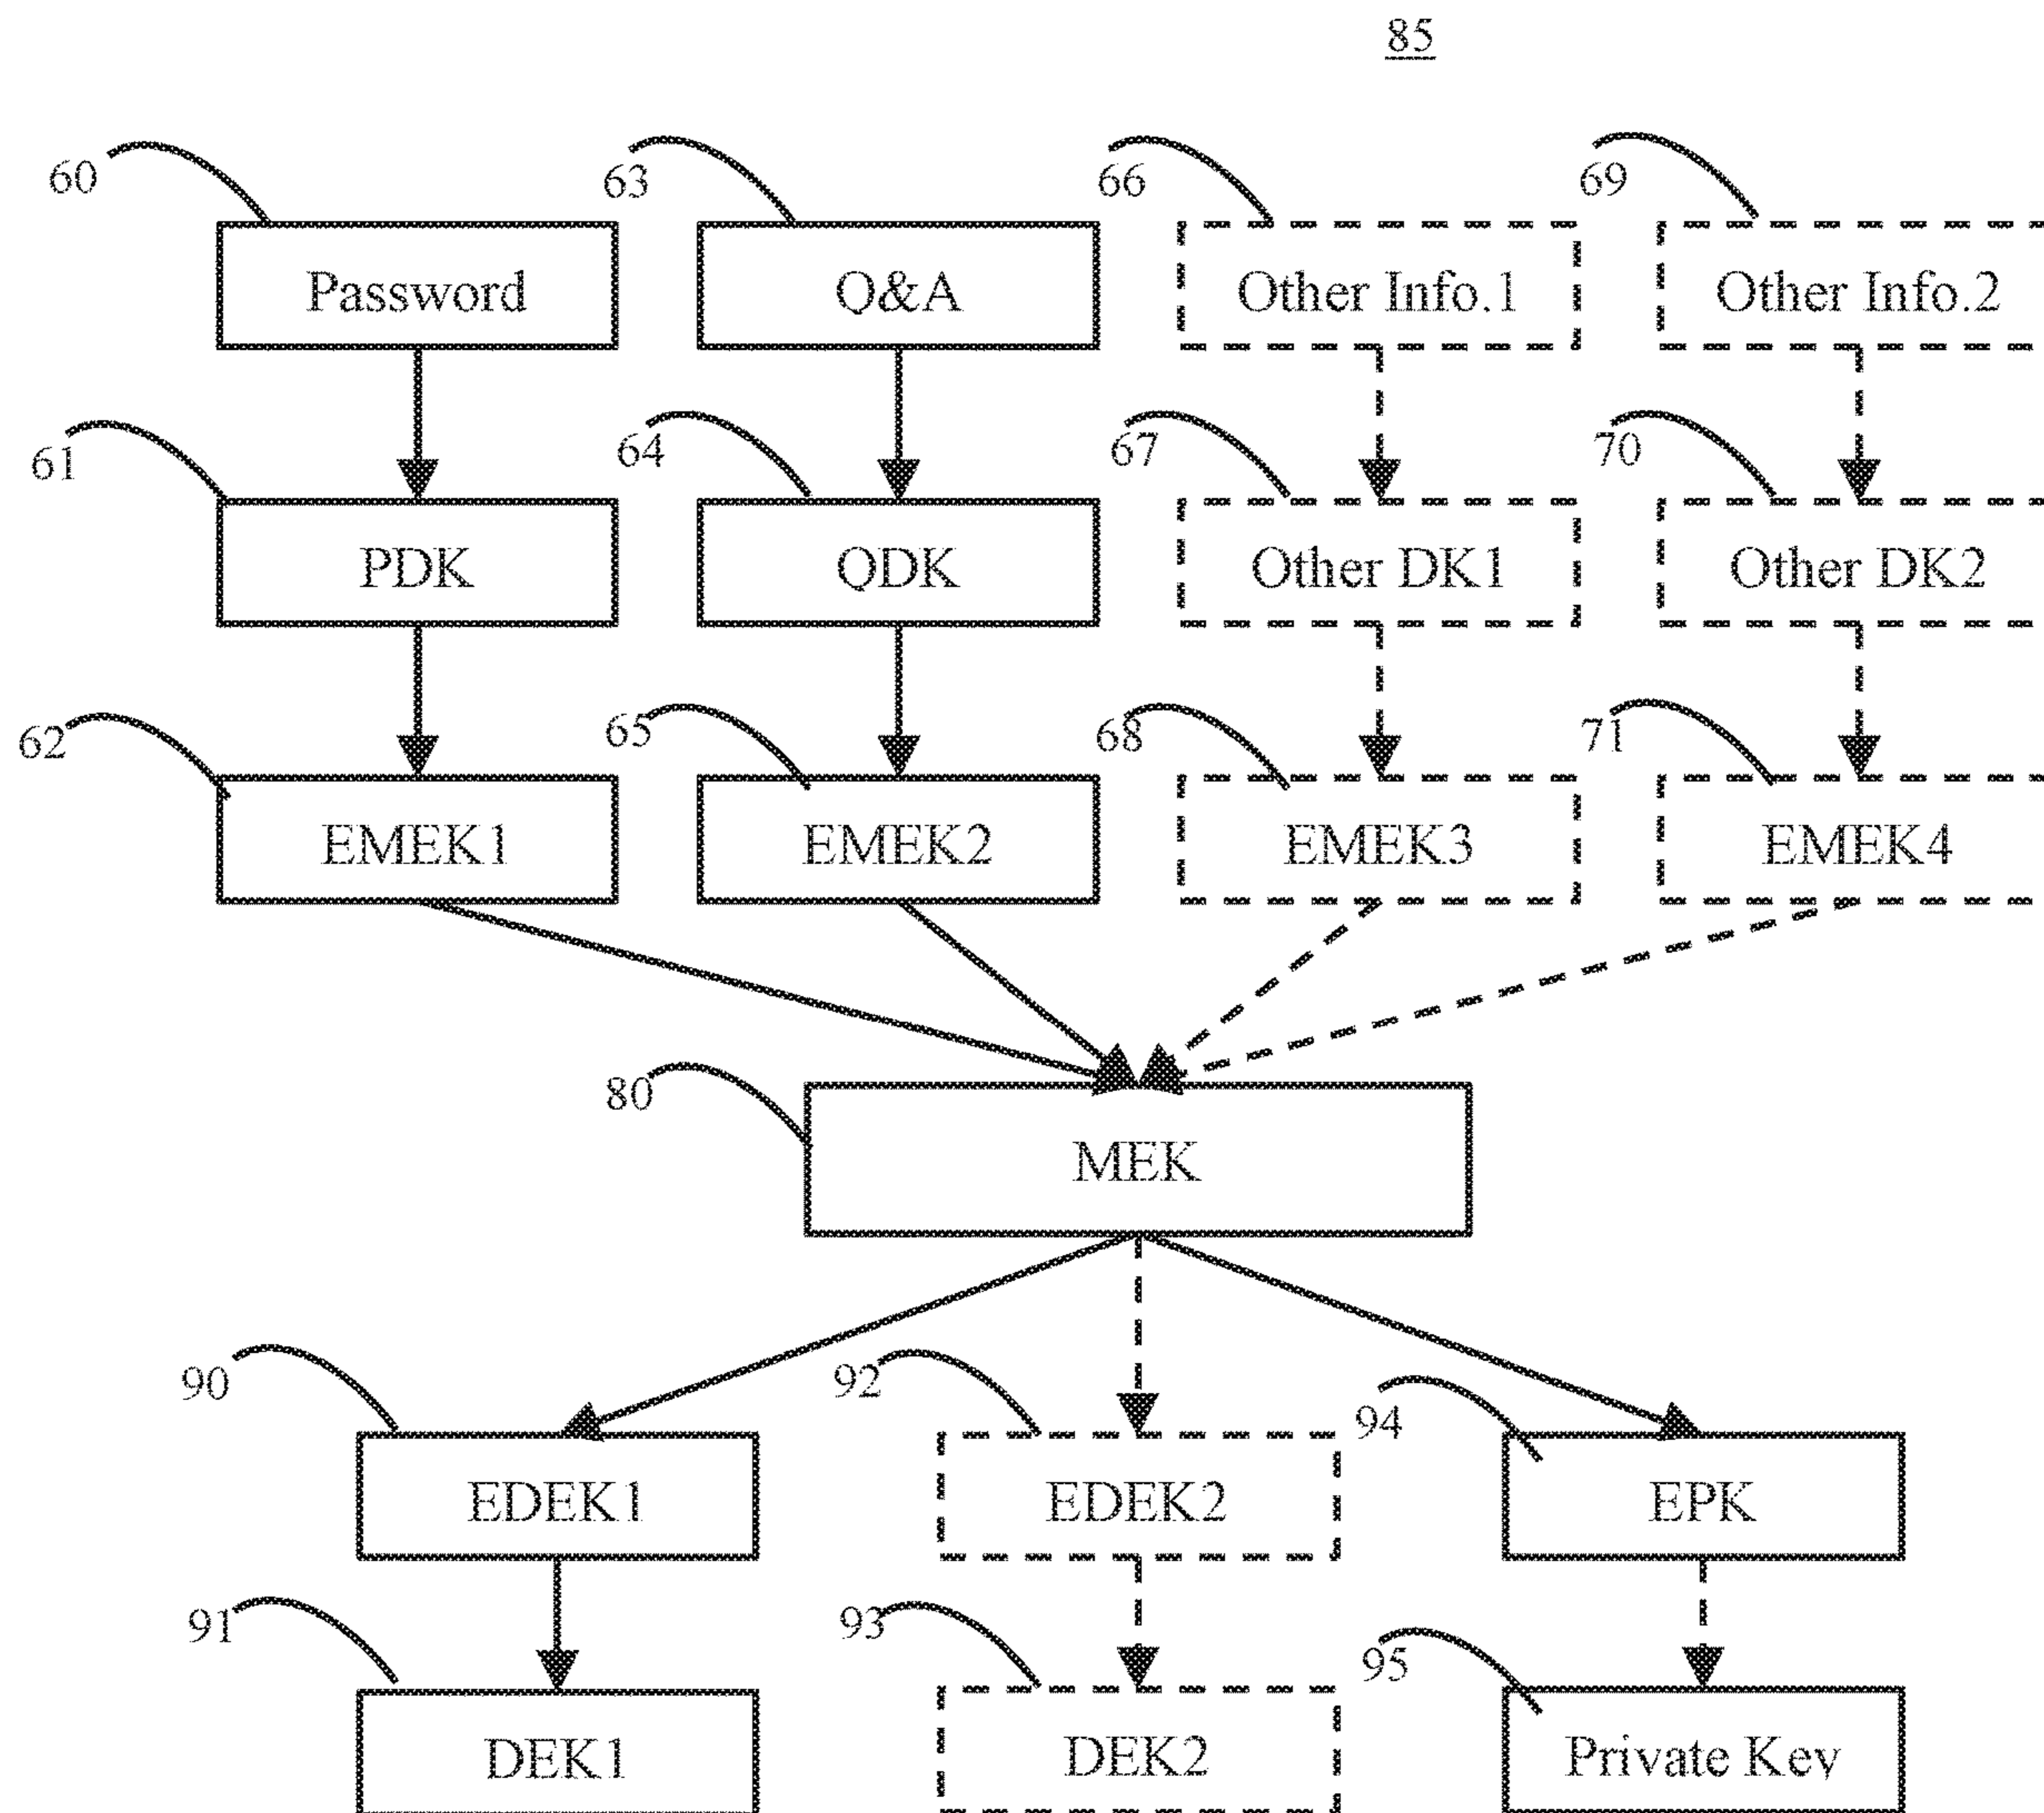 85
60
63
66
69
Password
Q&A
Other Info.1
Other Info.2
61
64
67
70
PDK
QDK
Other DK1
Other DK2
62
65
68
71
EMEK1
EMEK2
EMEK3
EMEK4
80
MEK
90
92
94
EDEK1
EDEK2
EPK
91
93
95
DEK1
DEK2
Private Key